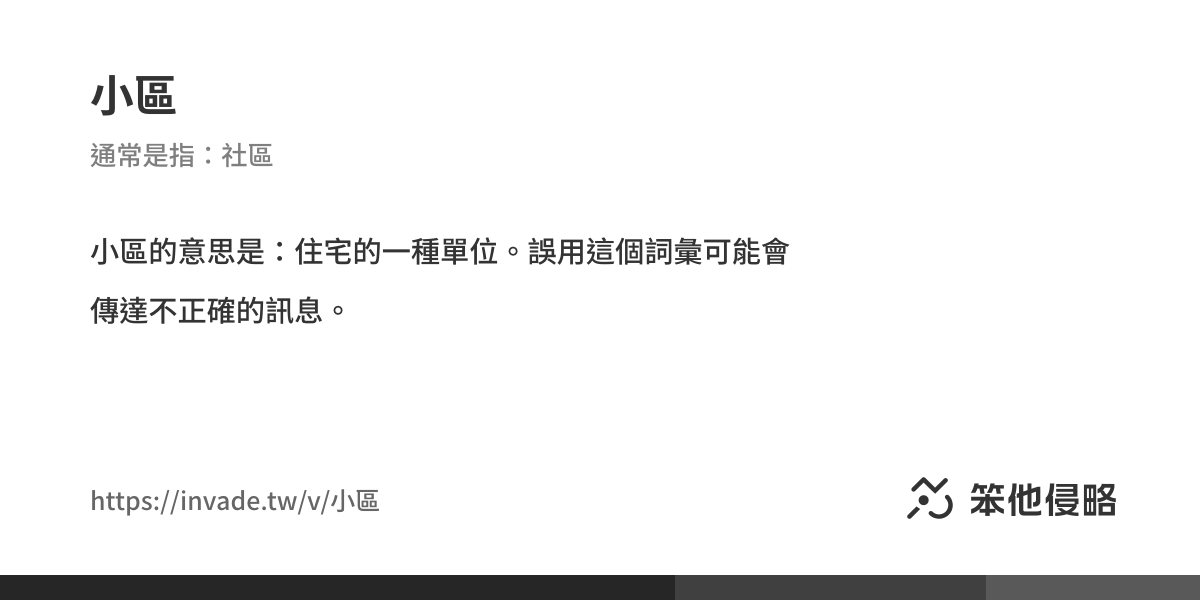 小區
通常是指：社區
小區的意思是：住宅的一種單位。誤用這個詞彙可能會
傳達不正確的訊息。
https://invade.tw/v/小區
笨他侵略